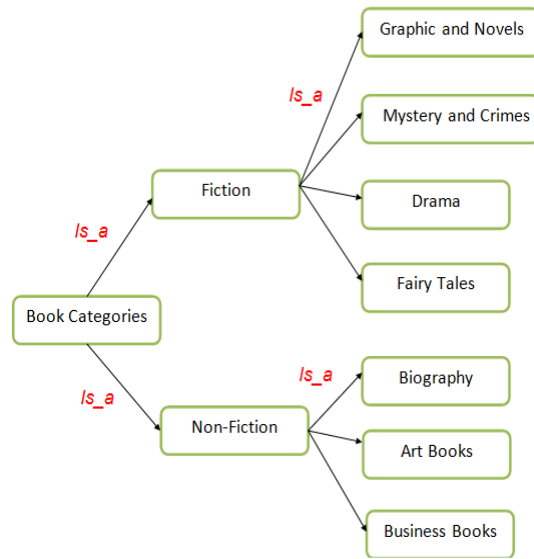 Graphic and Novels
Is_a
Mystery and Crimes
Fiction
Drama
Is_a
Fairy Tales
Book Categories
Is_a
Biography
Is_a
Non-Fiction
Art Books
Business Books